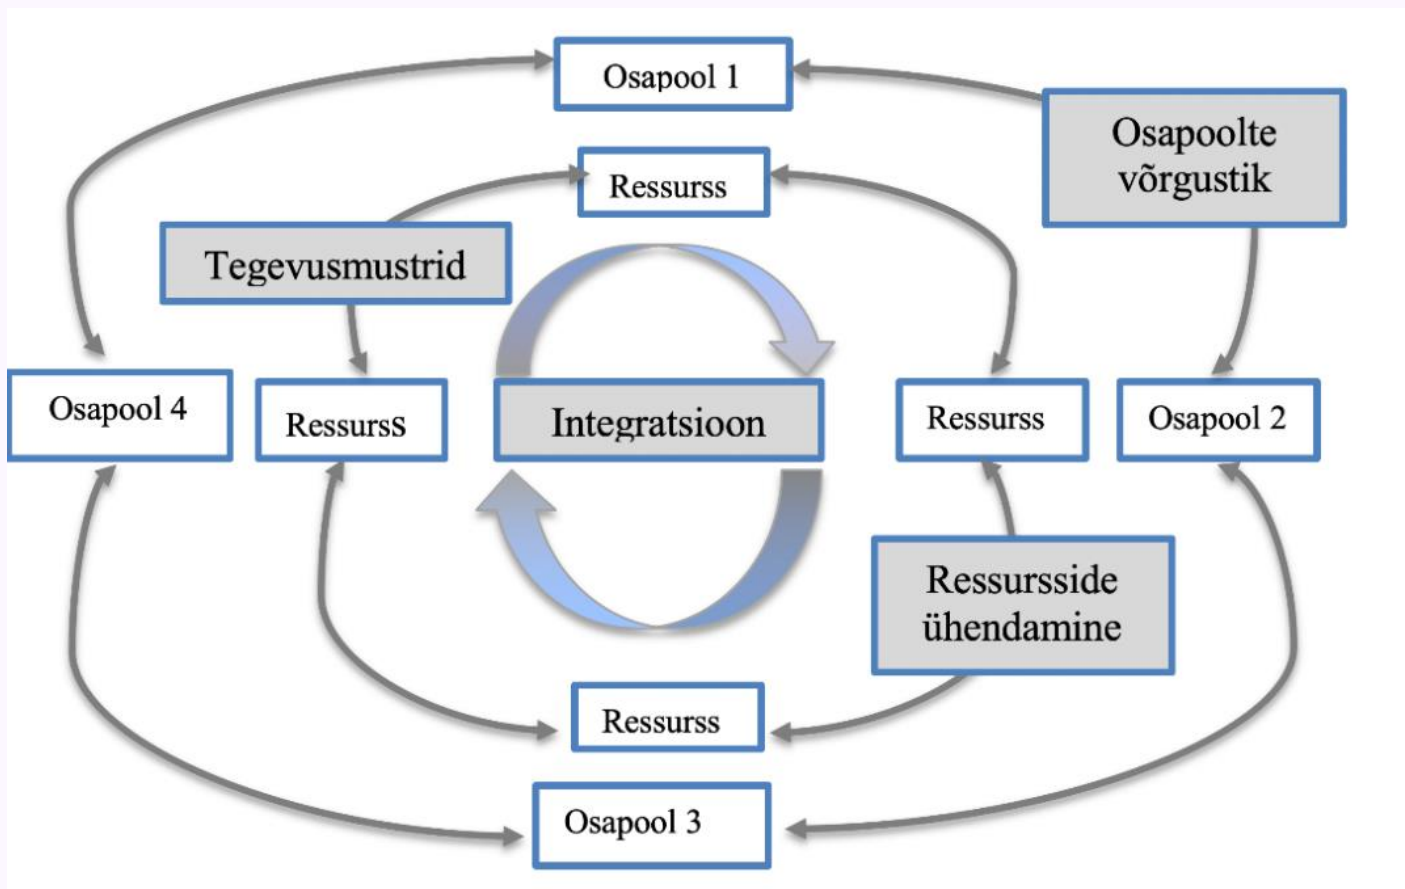 Osapool 1
Osapoolte
võrgustik
Ressurss
Tegevusmustrid
Osapool 4
Ressurss
Integratsioon
Ressurss
Osapool 2
Ressursside
ühendamine
Ressurss
Osapool 3